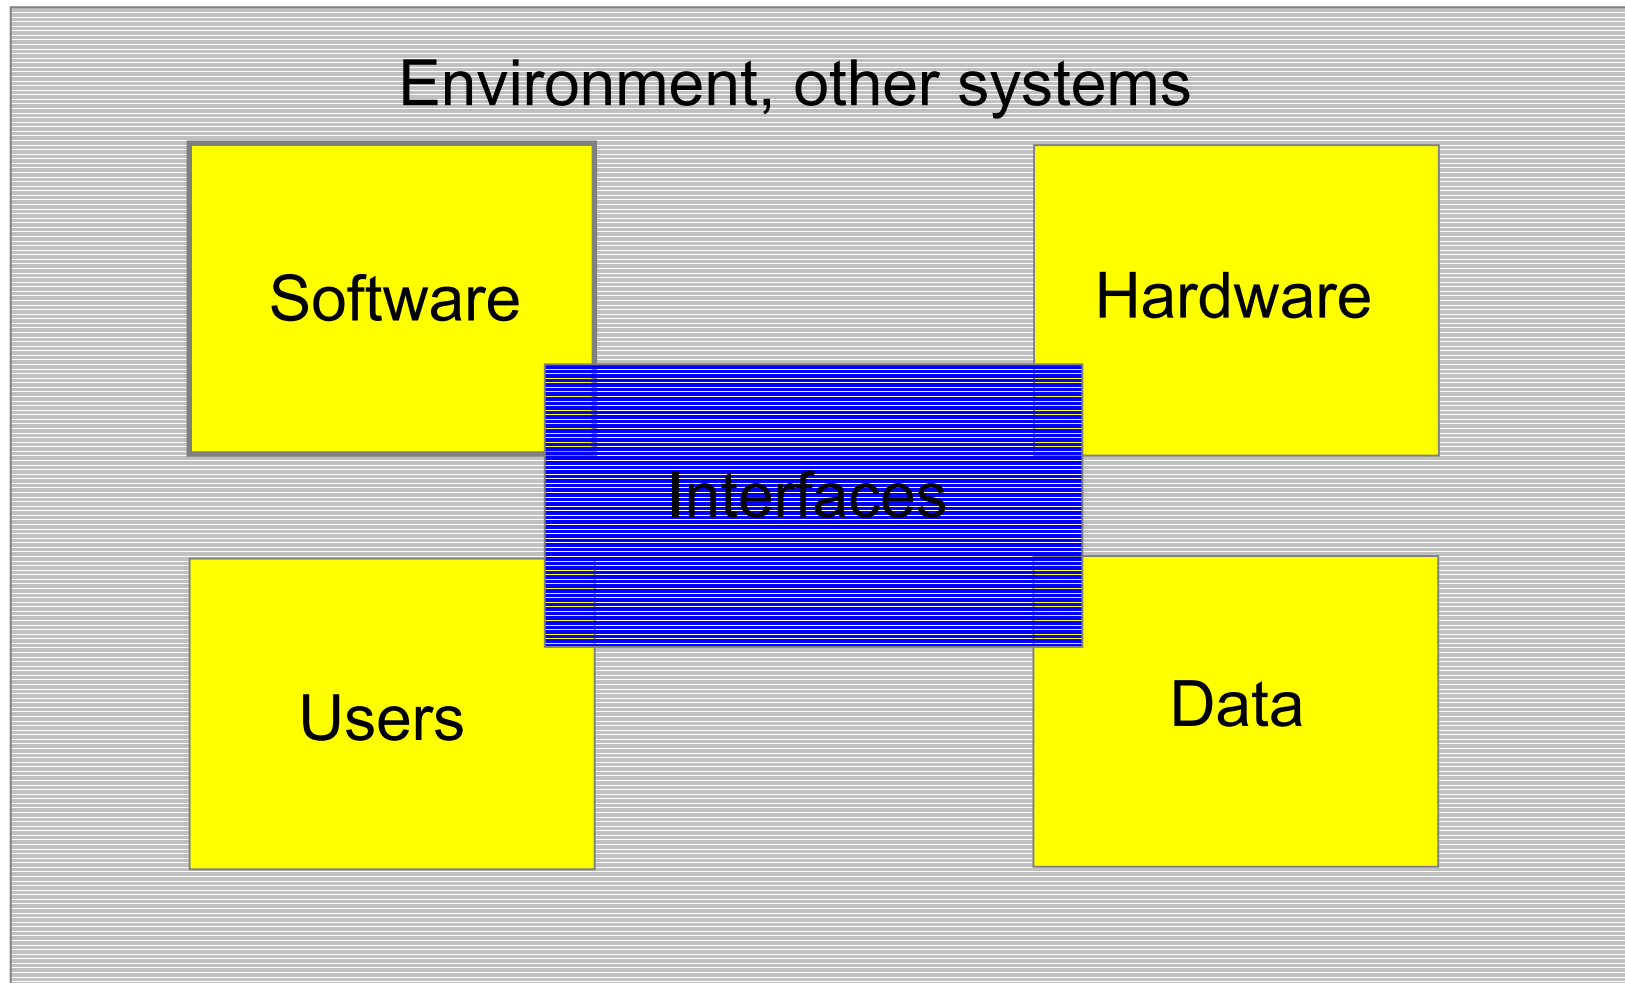 Environment, other systems
Software
Hardware
Interfaces
Users
Data